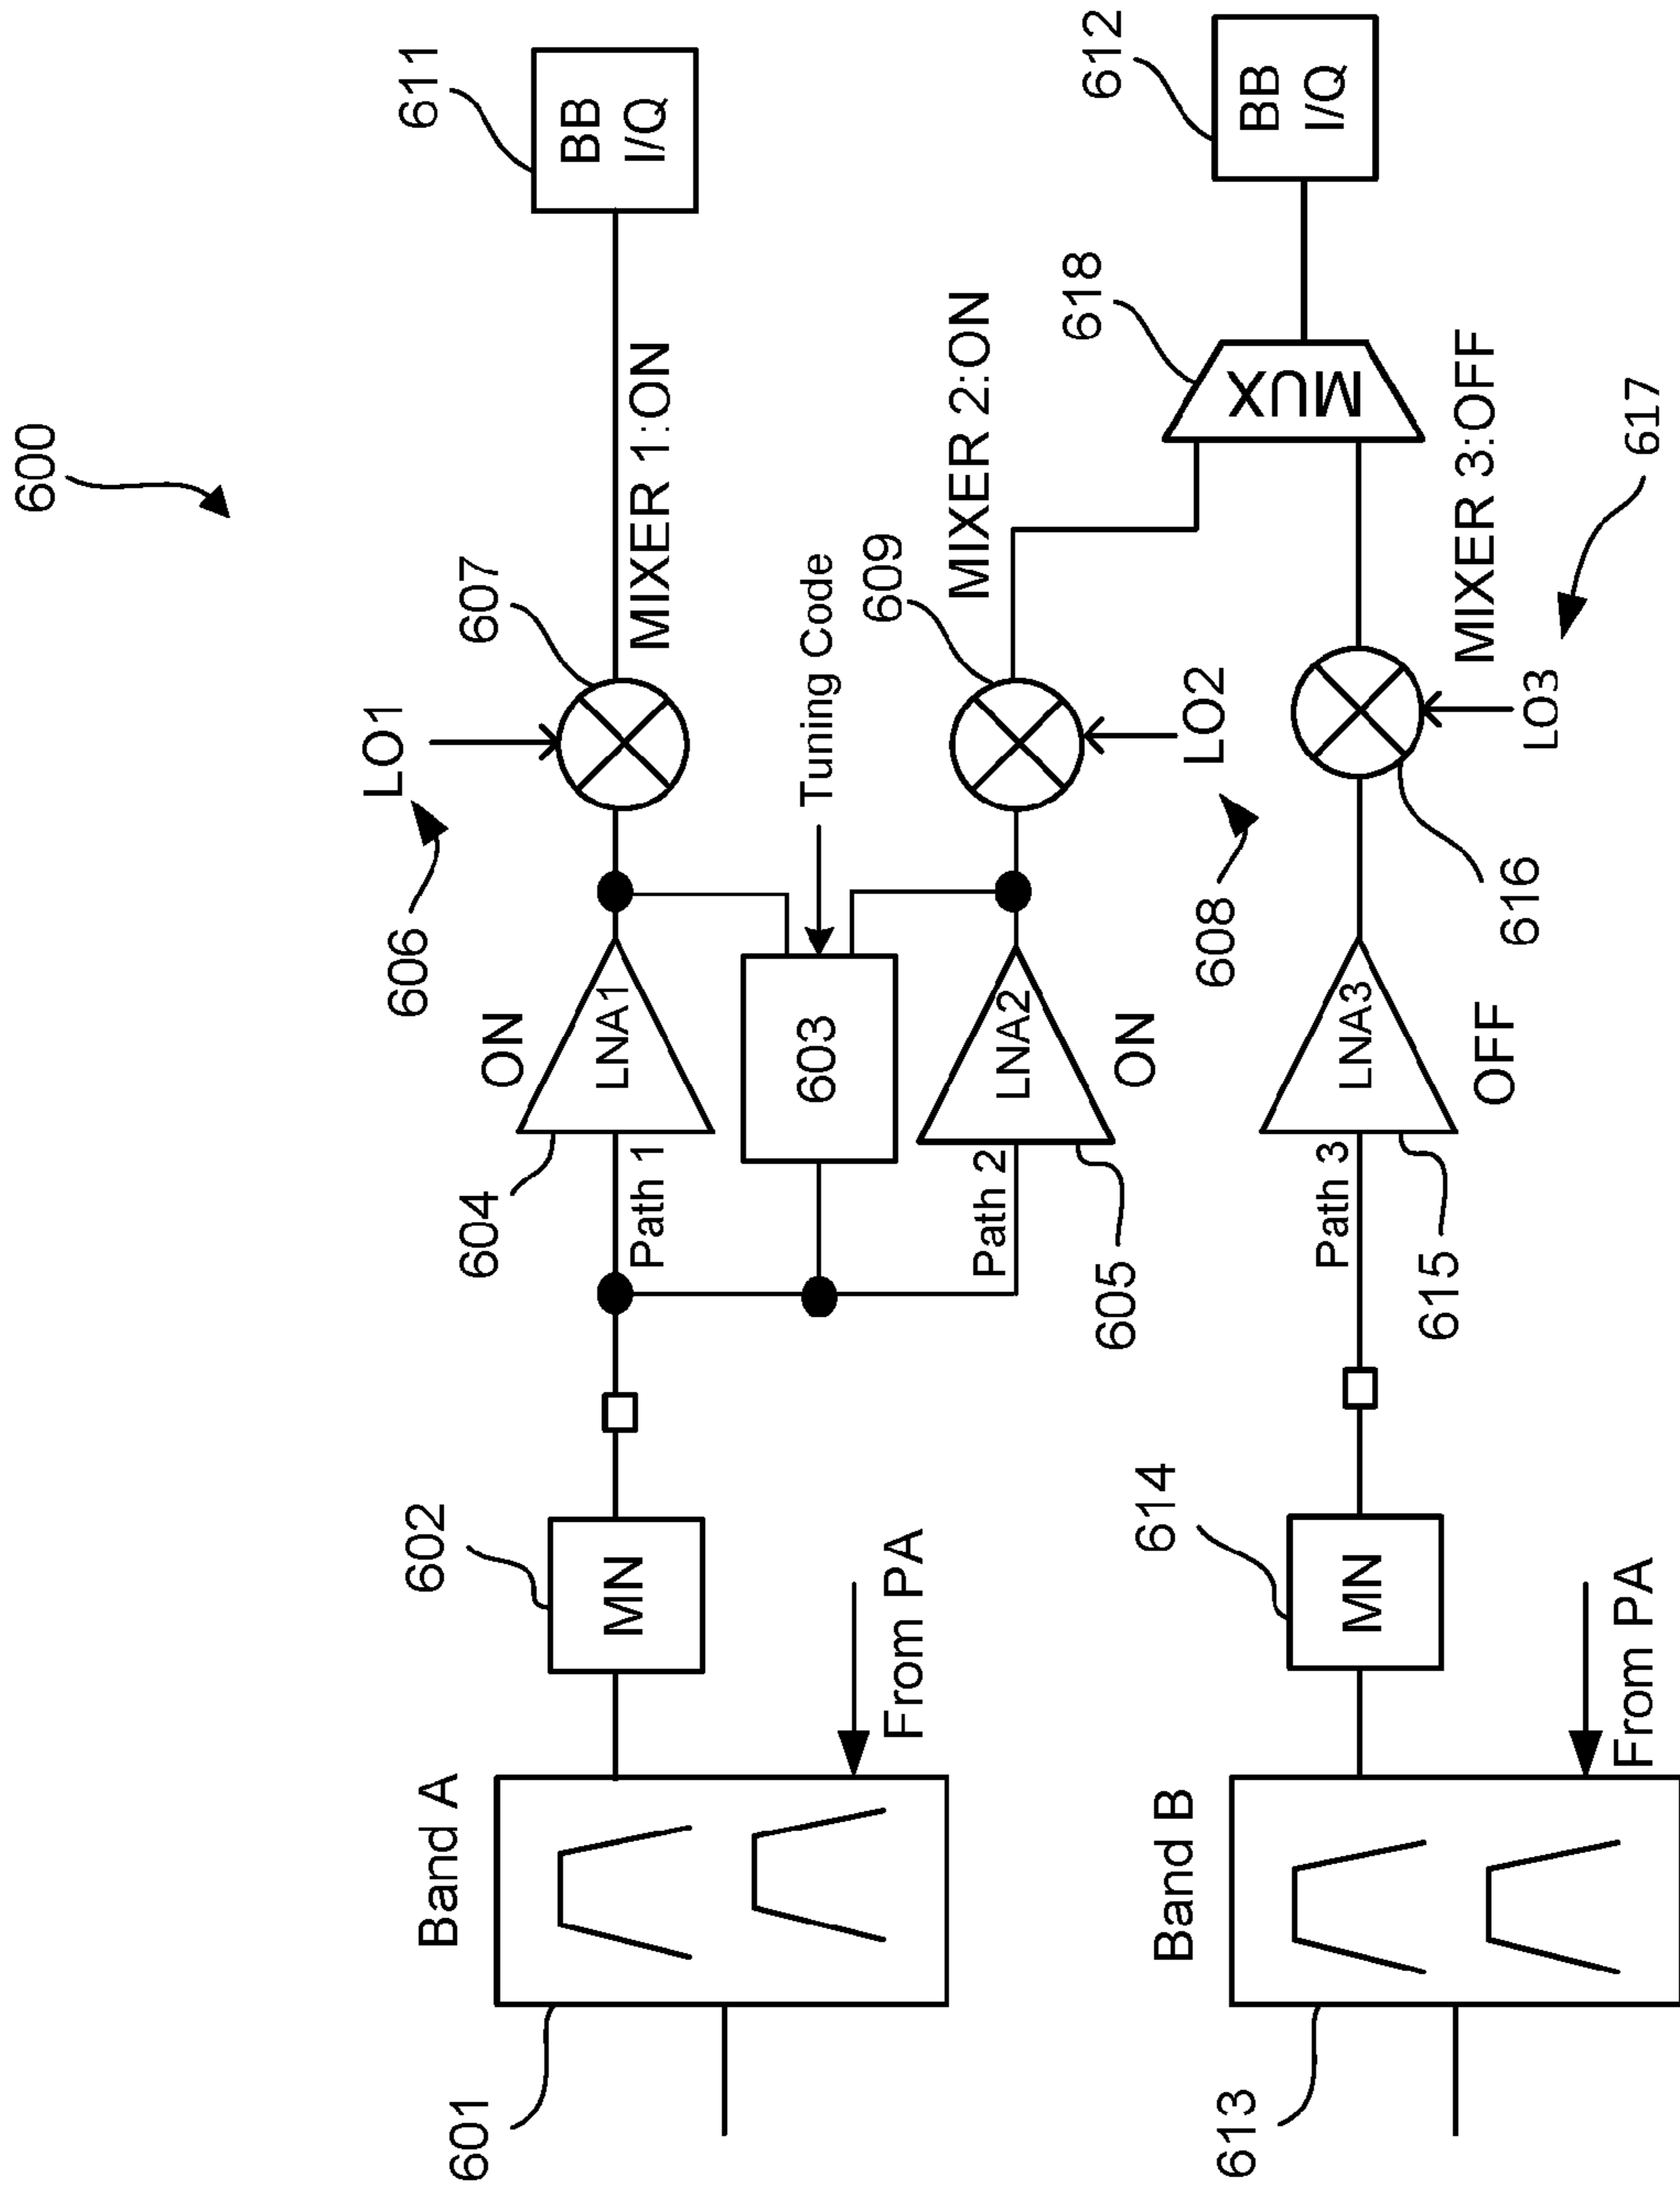 600
611
BB
I/Q
LO1
607
606
MIXER 1:ON
ON
LNA1
604
Path 1
602
MN
Band A
601
From PA
603
Tuning Code
609
MIXER 2:ON
LNA2
ON
Path 2
605
LO2
608
618
MUX
612
BB
I/Q
MIXER 3:OFF
617
LO3
616
LNA3
OFF
Path 3
615
614
MN
Band B
613
From PA